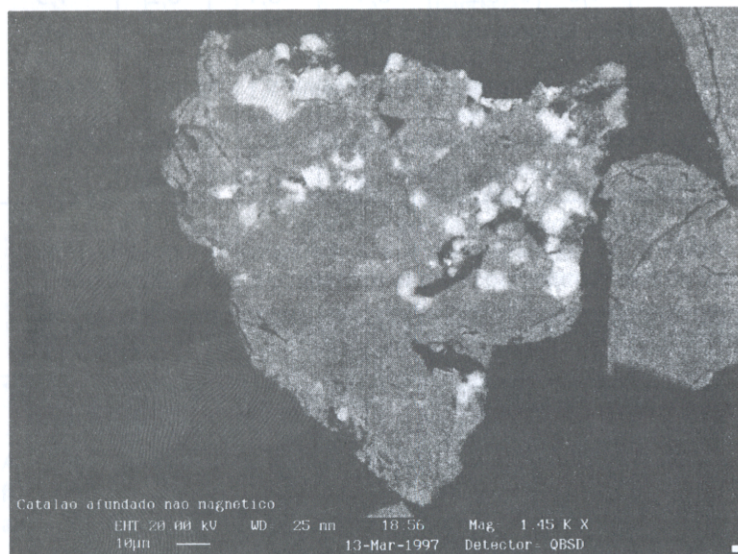 Catalao afundado nao magnetico
EHT=20.00 kV WD= 25 mm 18:56 Mag= 1.45 K X
10µm 13-Mar-1997 Detector= QBSD